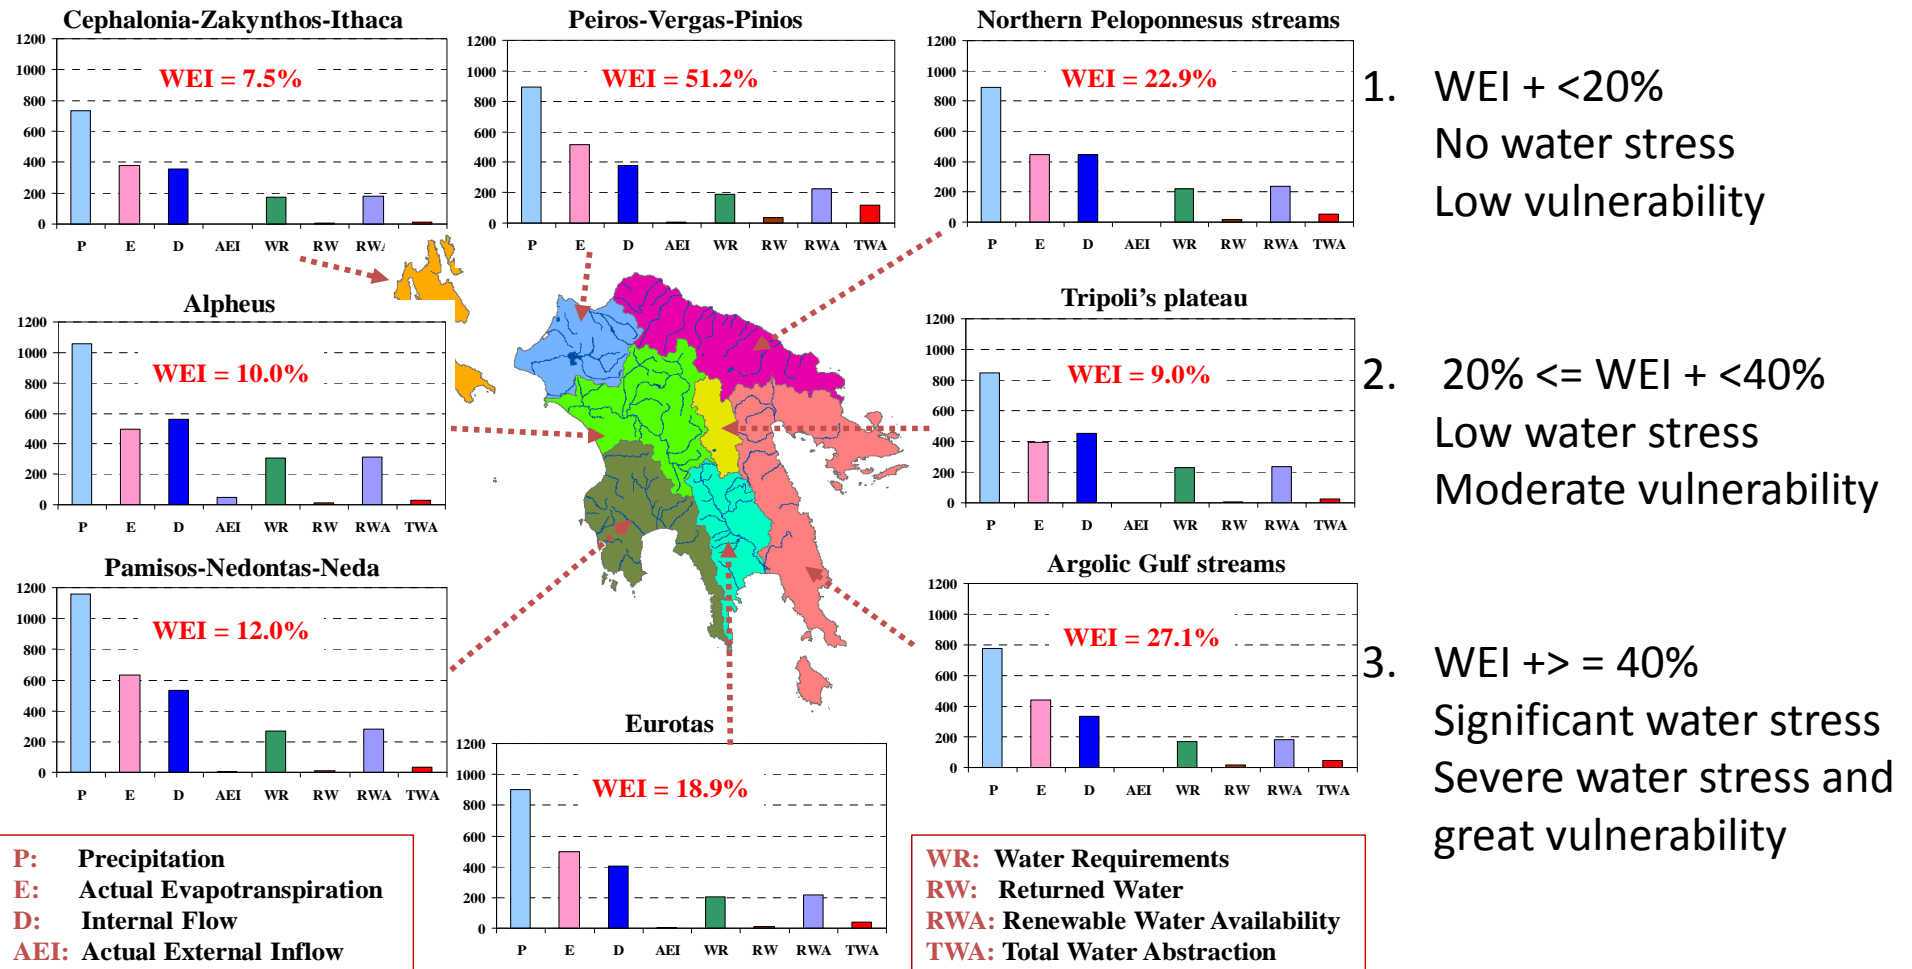 Cephalonia-Zakynthos-Ithaca
1200
1000
800
600
400
200
0
WEI = 7.5%
P E D AEI WR RW RWA
Peiros-Vergas-Pinios
1200
1000
800
600
400
200
0
WEI = 51.2%
P E D AEI WR RW RWA TWA
Northern Peloponnesus streams
1200
1000
800
600
400
200
0
WEI = 22.9%
P E D AEI WR RW RWA TWA
Alpheus
1200
1000
800
600
400
200
0
WEI = 10.0%
P E D AEI WR RW RWA TWA
Tripoli’s plateau
1200
1000
800
600
400
200
0
WEI = 9.0%
P E D AEI WR RW RWA TWA
Pamisos-Nedontas-Neda
1200
1000
800
600
400
200
0
WEI = 12.0%
P E D AEI WR RW RWA TWA
Eurotas
1200
1000
800
600
400
200
0
WEI = 18.9%
P E D AEI WR RW RWA TWA
Argolic Gulf streams
1200
1000
800
600
400
200
0
WEI = 27.1%
P E D AEI WR RW RWA TWA
P: Precipitation
E: Actual Evapotranspiration
D: Internal Flow
AEI: Actual External Inflow
WR: Water Requirements
RW: Returned Water
RWA: Renewable Water Availability
TWA: Total Water Abstraction
1. WEI + <20%
No water stress
Low vulnerability
2. 20% <= WEI + <40%
Low water stress
Moderate vulnerability
3. WEI +> = 40%
Significant water stress
Severe water stress and
great vulnerability